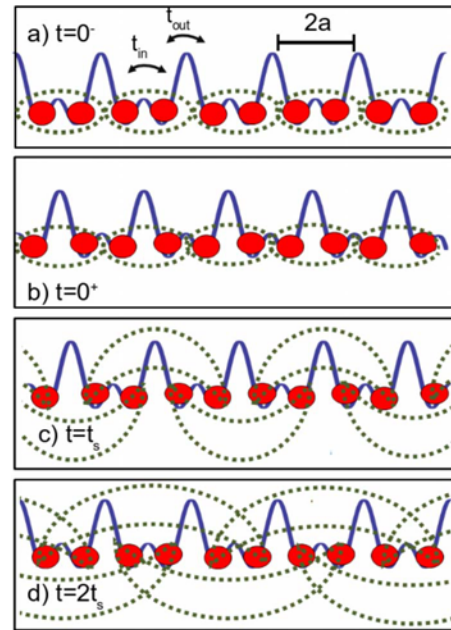 a) t=0⁻
t_in
t_out
2a
b) t=0⁺
c) t=t_s
d) t=2t_s